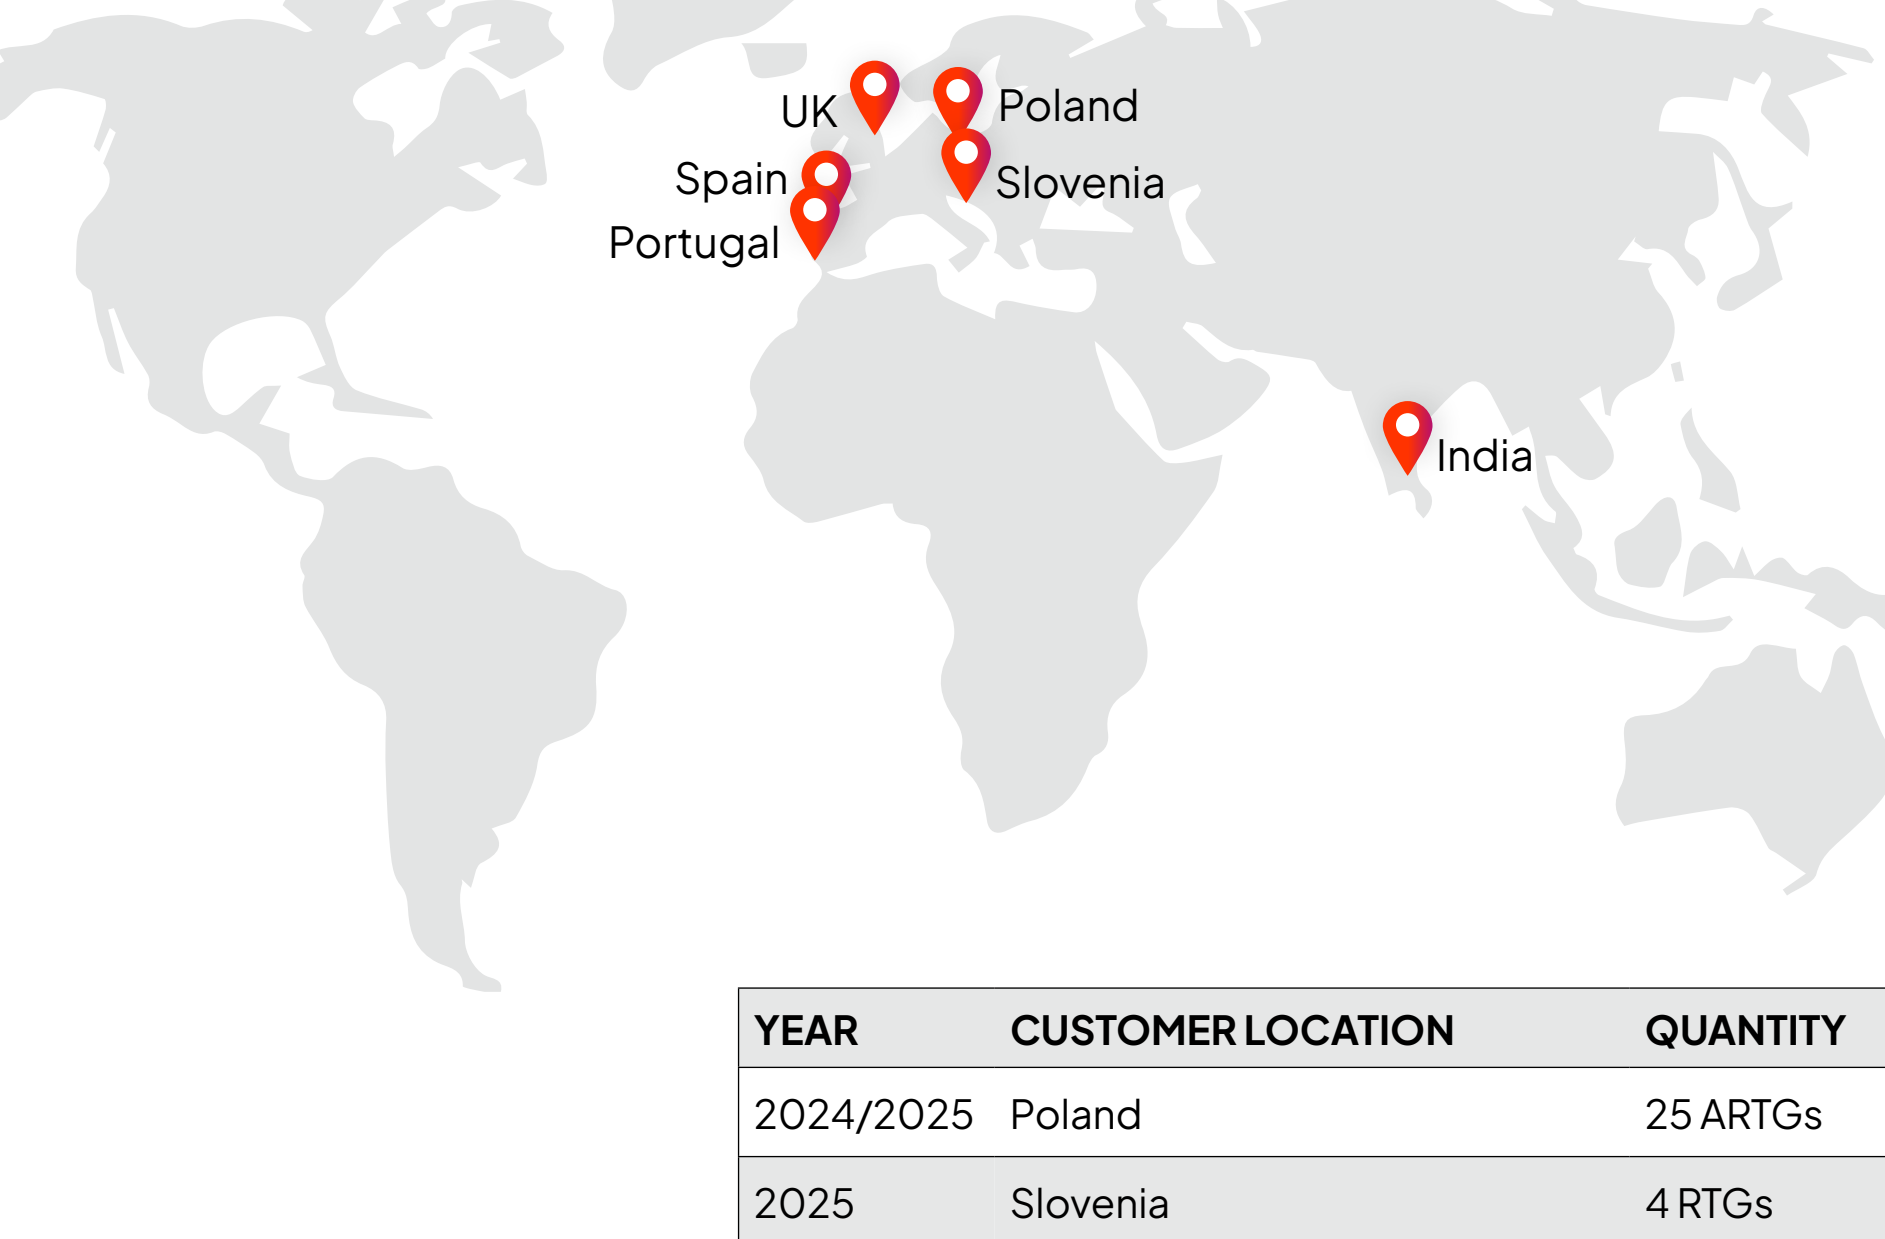 UK
Poland
Spain
Slovenia
Portugal
India
YEAR CUSTOMER LOCATION QUANTITY
2024/2025 Poland 25 ARTGs
2025 Slovenia 4 RTGs